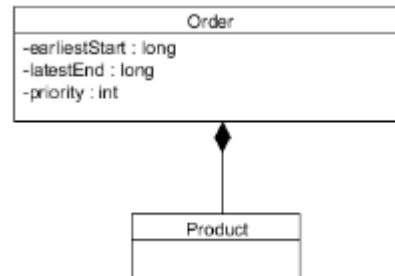 Order
-earliestStart : long
-latestEnd : long
-priority : int
Product